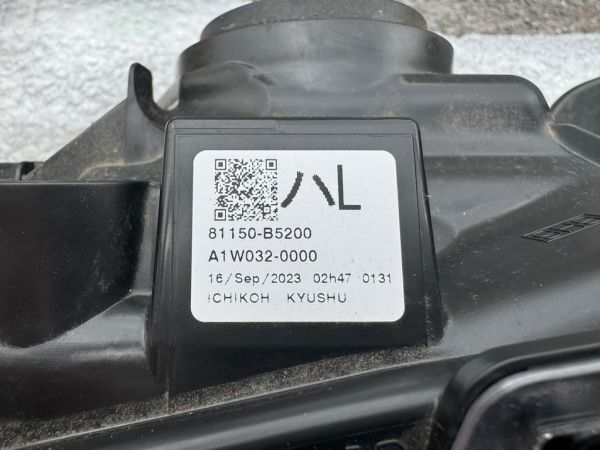 ハL
81150-B5200
A1W032-0000
16/Sep/2023 02h47 0131
ICHIKOH KYUSHU